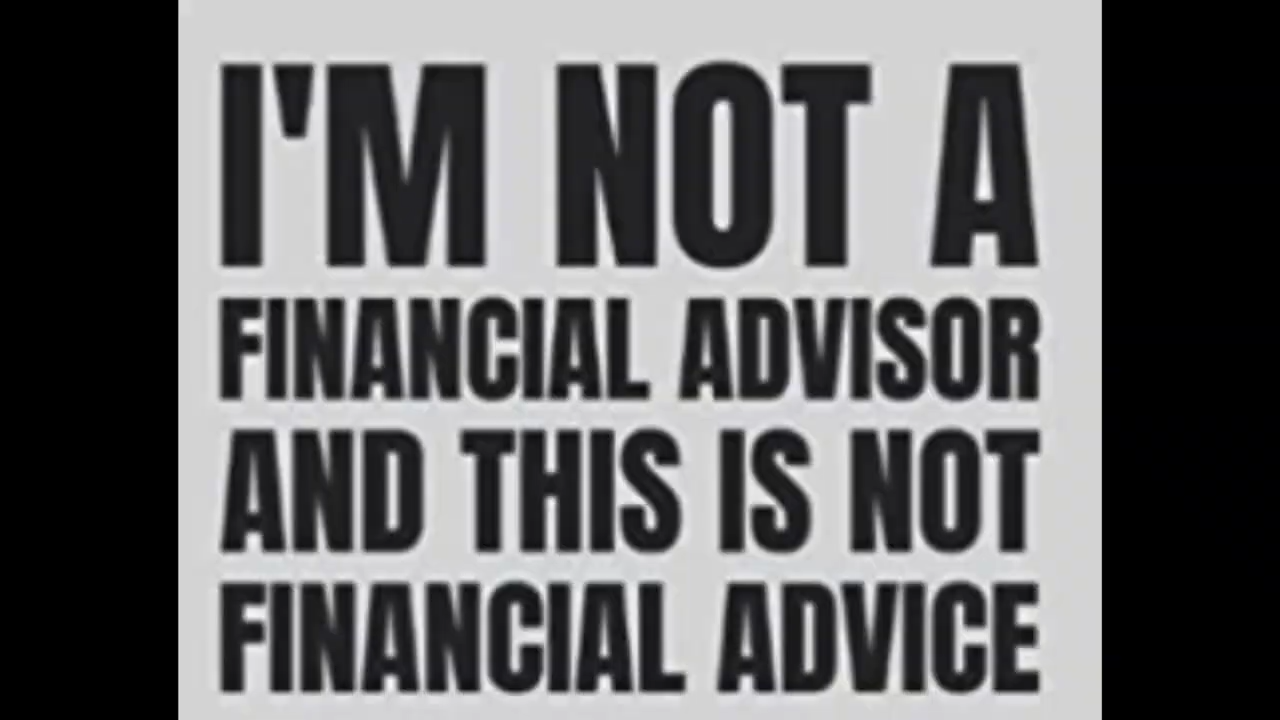 I'M NOT A
FINANCIAL ADVISOR
AND THIS IS NOT
FINANCIAL ADVICE